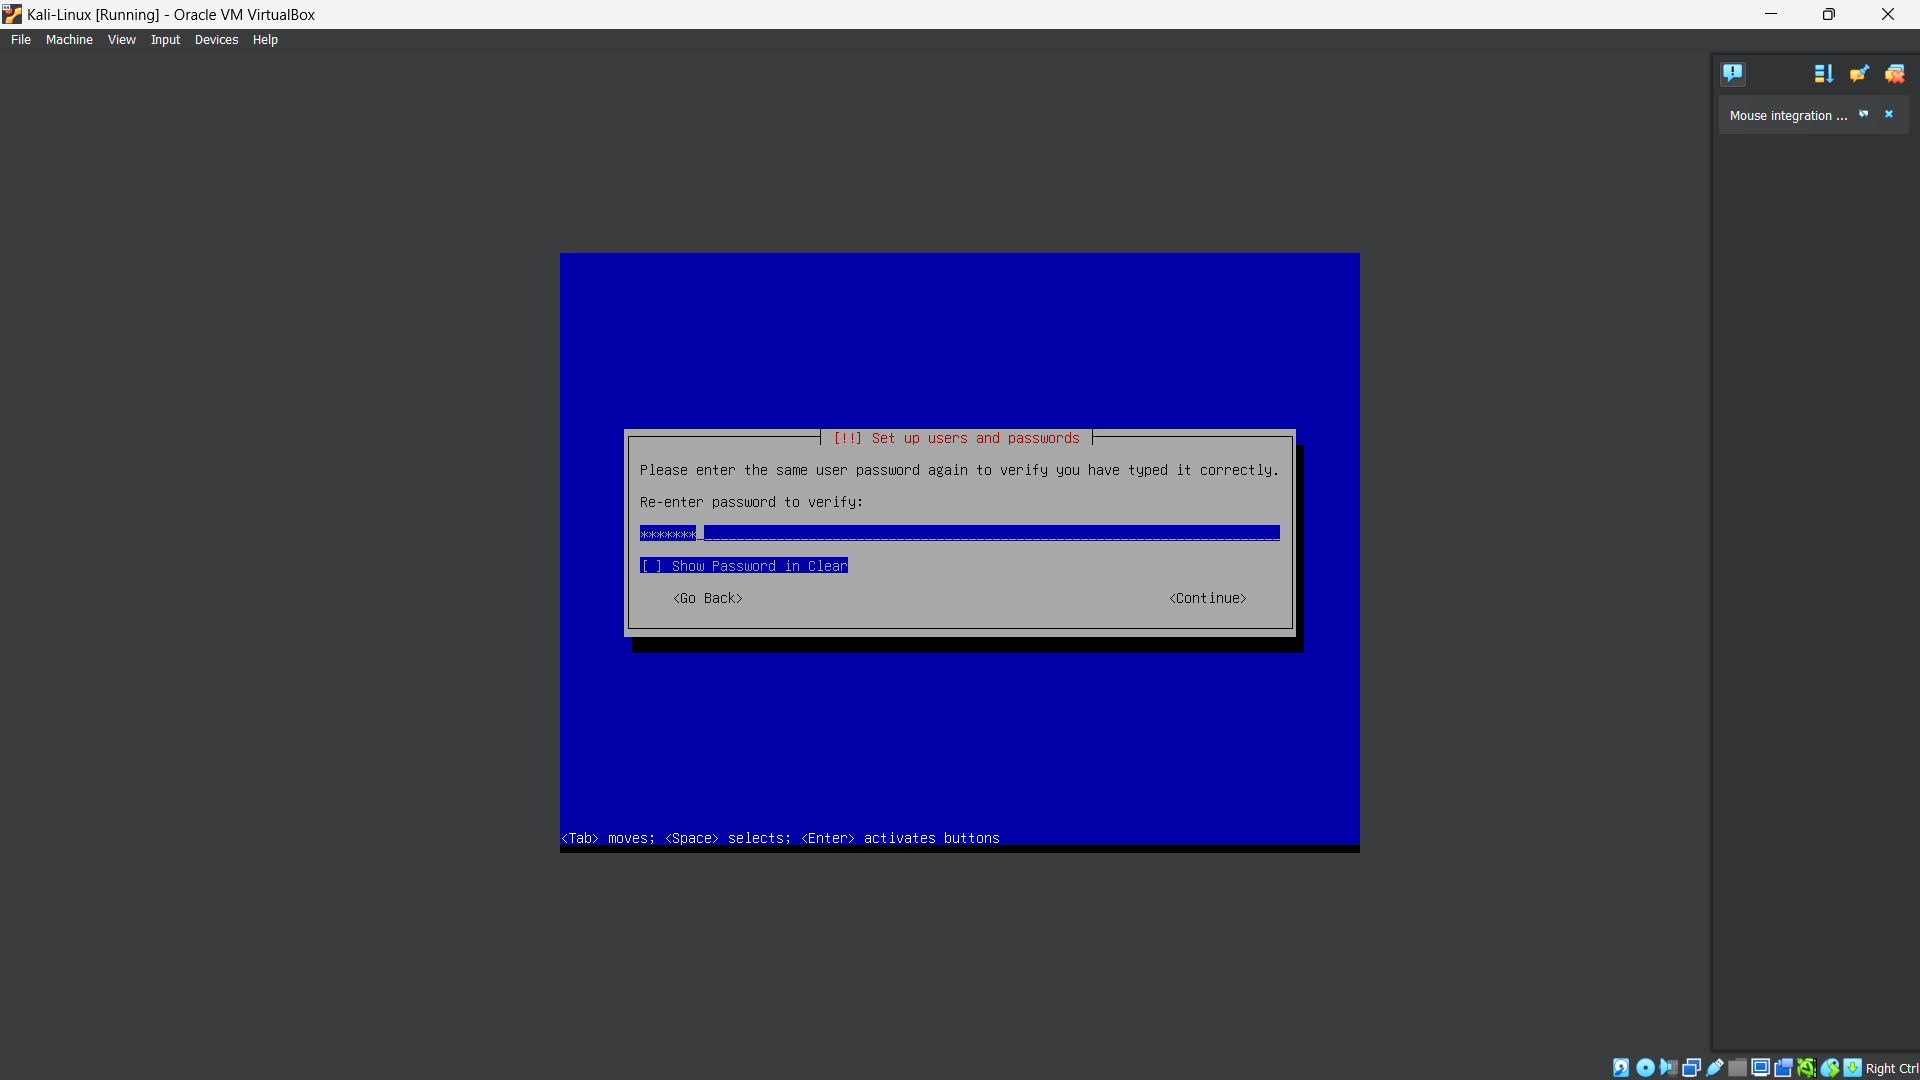 Kali-Linux [Running] - Oracle VM VirtualBox
File Machine View Input Devices Help
Mouse integration ...
[!!] Set up users and passwords
Please enter the same user password again to verify you have typed it correctly.
Re-enter password to verify:
*******
[ ] Show Password in Clear
<Go Back> <Continue>
<Tab> moves; <Space> selects; <Enter> activates buttons
Right Ctrl